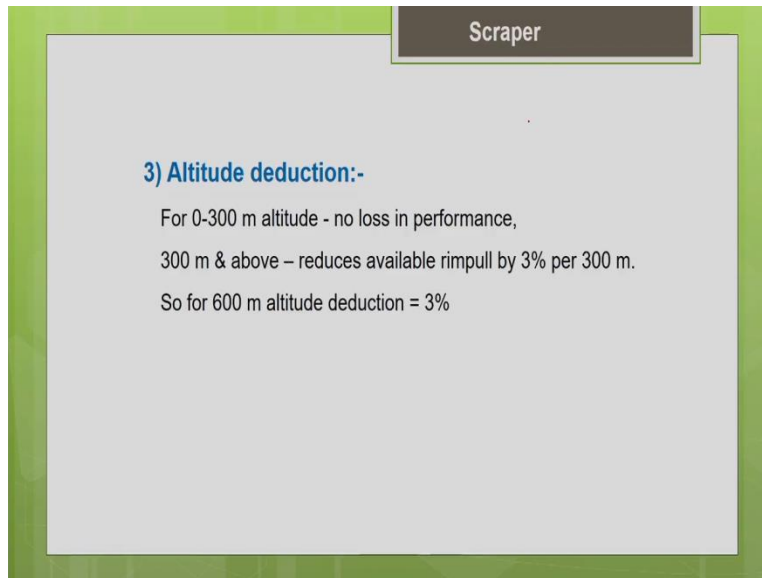 Scraper
3) Altitude deduction:-
For 0-300 m altitude - no loss in performance,
300 m & above – reduces available rimpull by 3% per 300 m.
So for 600 m altitude deduction = 3%